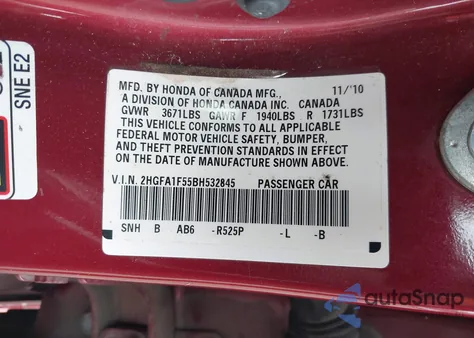 SNE E2
MFD. BY HONDA OF CANADA MFG., 11/'10
A DIVISION OF HONDA CANADA INC. CANADA
GVWR 3671LBS GAWR F 1940LBS R 1731LBS
THIS VEHICLE CONFORMS TO ALL APPLICABLE
FEDERAL MOTOR VEHICLE SAFETY, BUMPER,
AND THEFT PREVENTION STANDARDS IN EFFECT
ON THE DATE OF MANUFACTURE SHOWN ABOVE.
V.I.N. 2HGFA1F55BH532845 PASSENGER CAR
SNH B AB6 -R525P -L -B
autoSnap